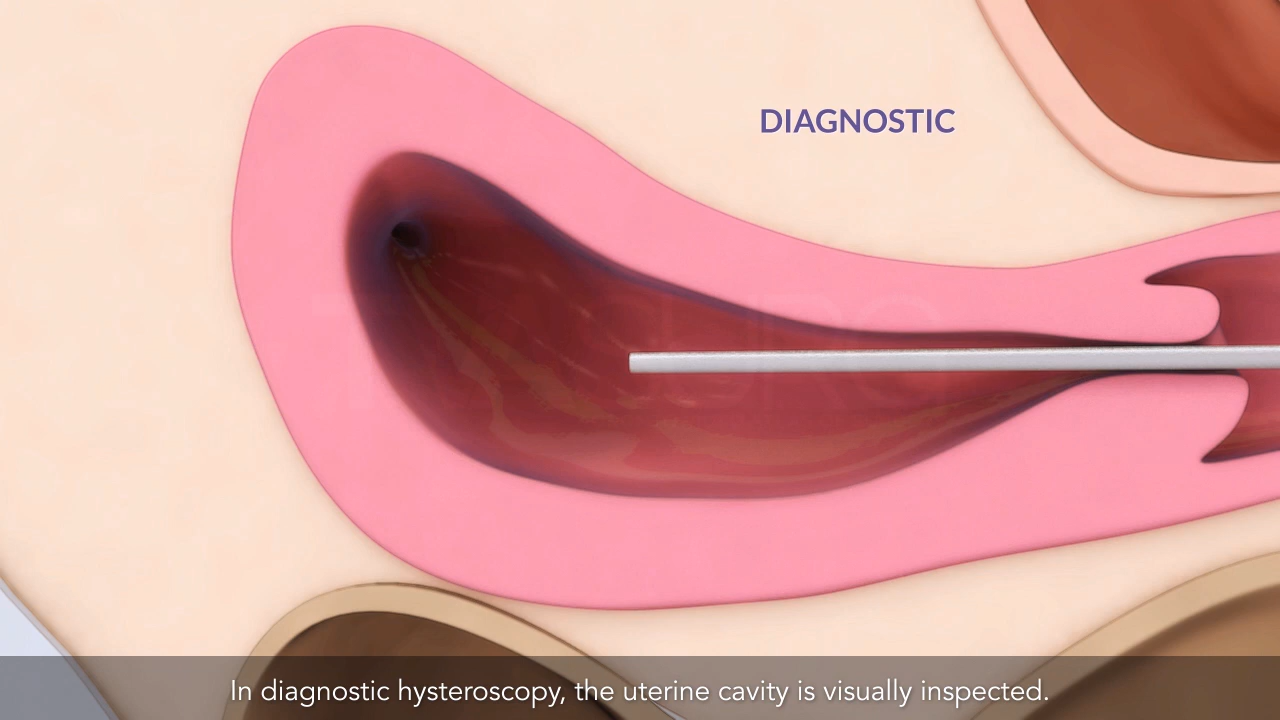 DIAGNOSTIC
In diagnostic hysteroscopy, the uterine cavity is visually inspected.